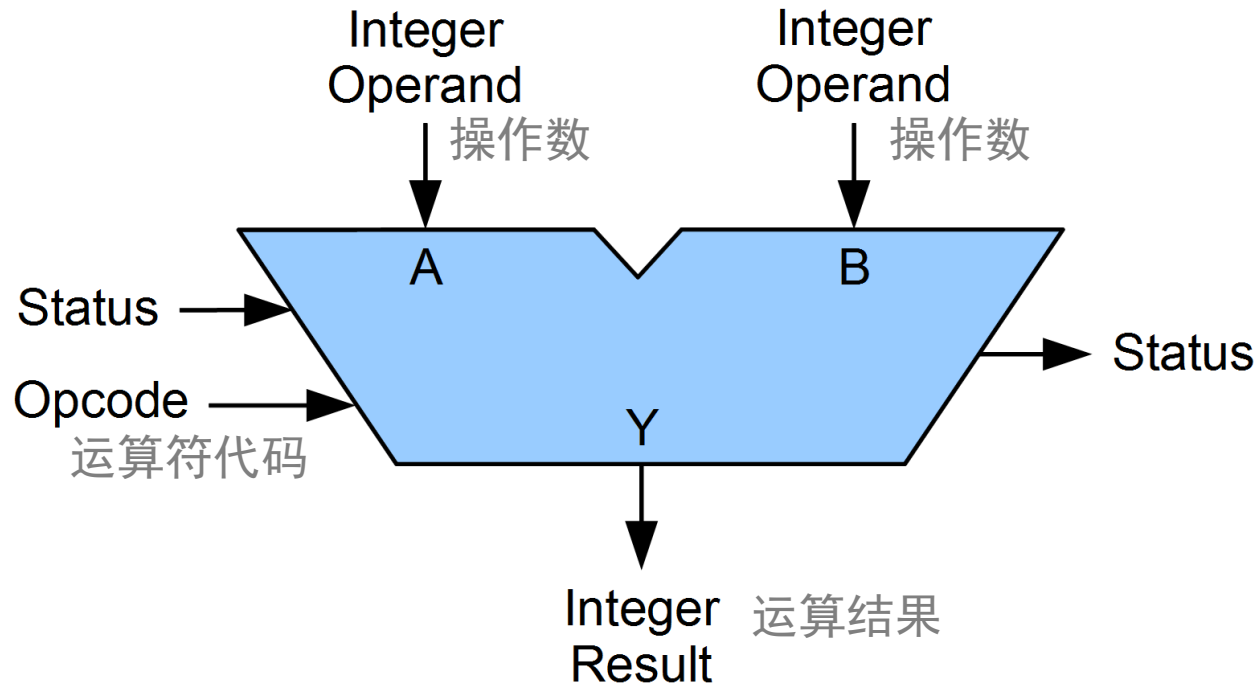 Integer
Operand
操作数
Integer
Operand
操作数
A
B
Status
Status
Opcode
运算符代码
Y
Integer
Result
运算结果